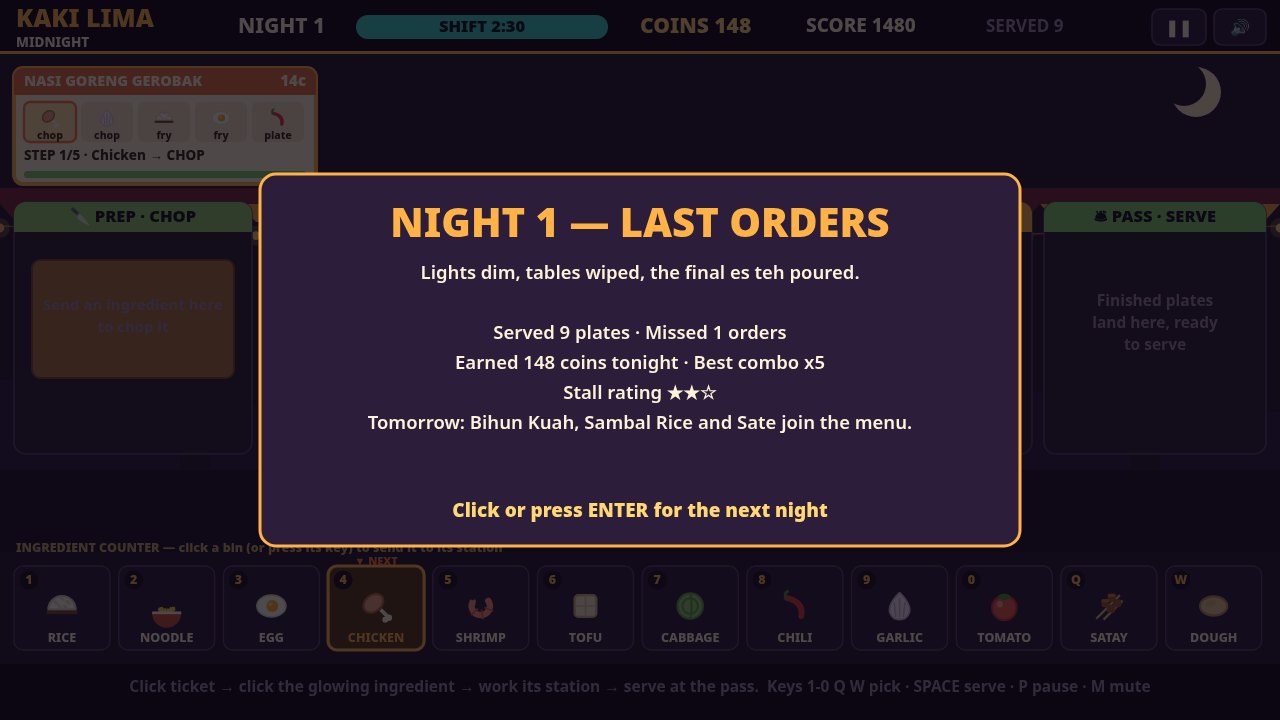 KAKI LIMA
MIDNIGHT
NIGHT 1
SHIFT 2:30
COINS 148
SCORE 1480
SERVED 9
NASI GORENG GEROBAK 14c
chop chop fry fry plate
STEP 1/5 · Chicken → CHOP
PREP · CHOP
Send an ingredient here
to chop it
PASS · SERVE
Finished plates
land here, ready
to serve
NIGHT 1 — LAST ORDERS
Lights dim, tables wiped, the final es teh poured.
Served 9 plates · Missed 1 orders
Earned 148 coins tonight · Best combo x5
Stall rating ★★☆
Tomorrow: Bihun Kuah, Sambal Rice and Sate join the menu.
Click or press ENTER for the next night
INGREDIENT COUNTER — click a bin (or press its key) to send it to its station
▼ NEXT
1 2 3 4 5 6 7 8 9 0 Q W
RICE NOODLE EGG CHICKEN SHRIMP TOFU CABBAGE CHILI GARLIC TOMATO SATAY DOUGH
Click ticket → click the glowing ingredient → work its station → serve at the pass. Keys 1-0 Q W pick · SPACE serve · P pause · M mute